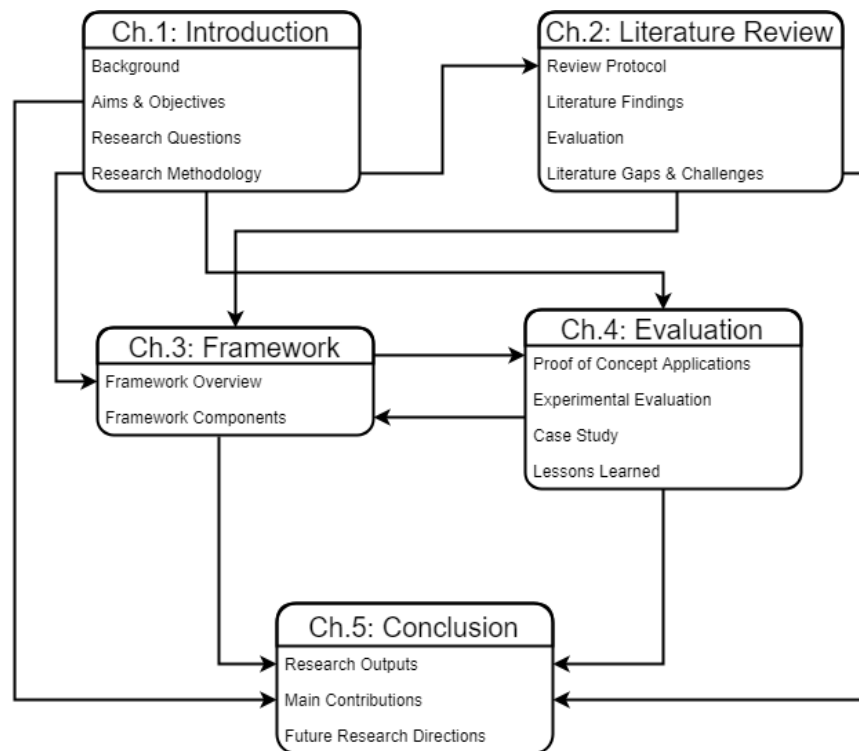 Ch.1: Introduction
Background
Aims & Objectives
Research Questions
Research Methodology
Ch.2: Literature Review
Review Protocol
Literature Findings
Evaluation
Literature Gaps & Challenges
Ch.3: Framework
Framework Overview
Framework Components
Ch.4: Evaluation
Proof of Concept Applications
Experimental Evaluation
Case Study
Lessons Learned
Ch.5: Conclusion
Research Outputs
Main Contributions
Future Research Directions